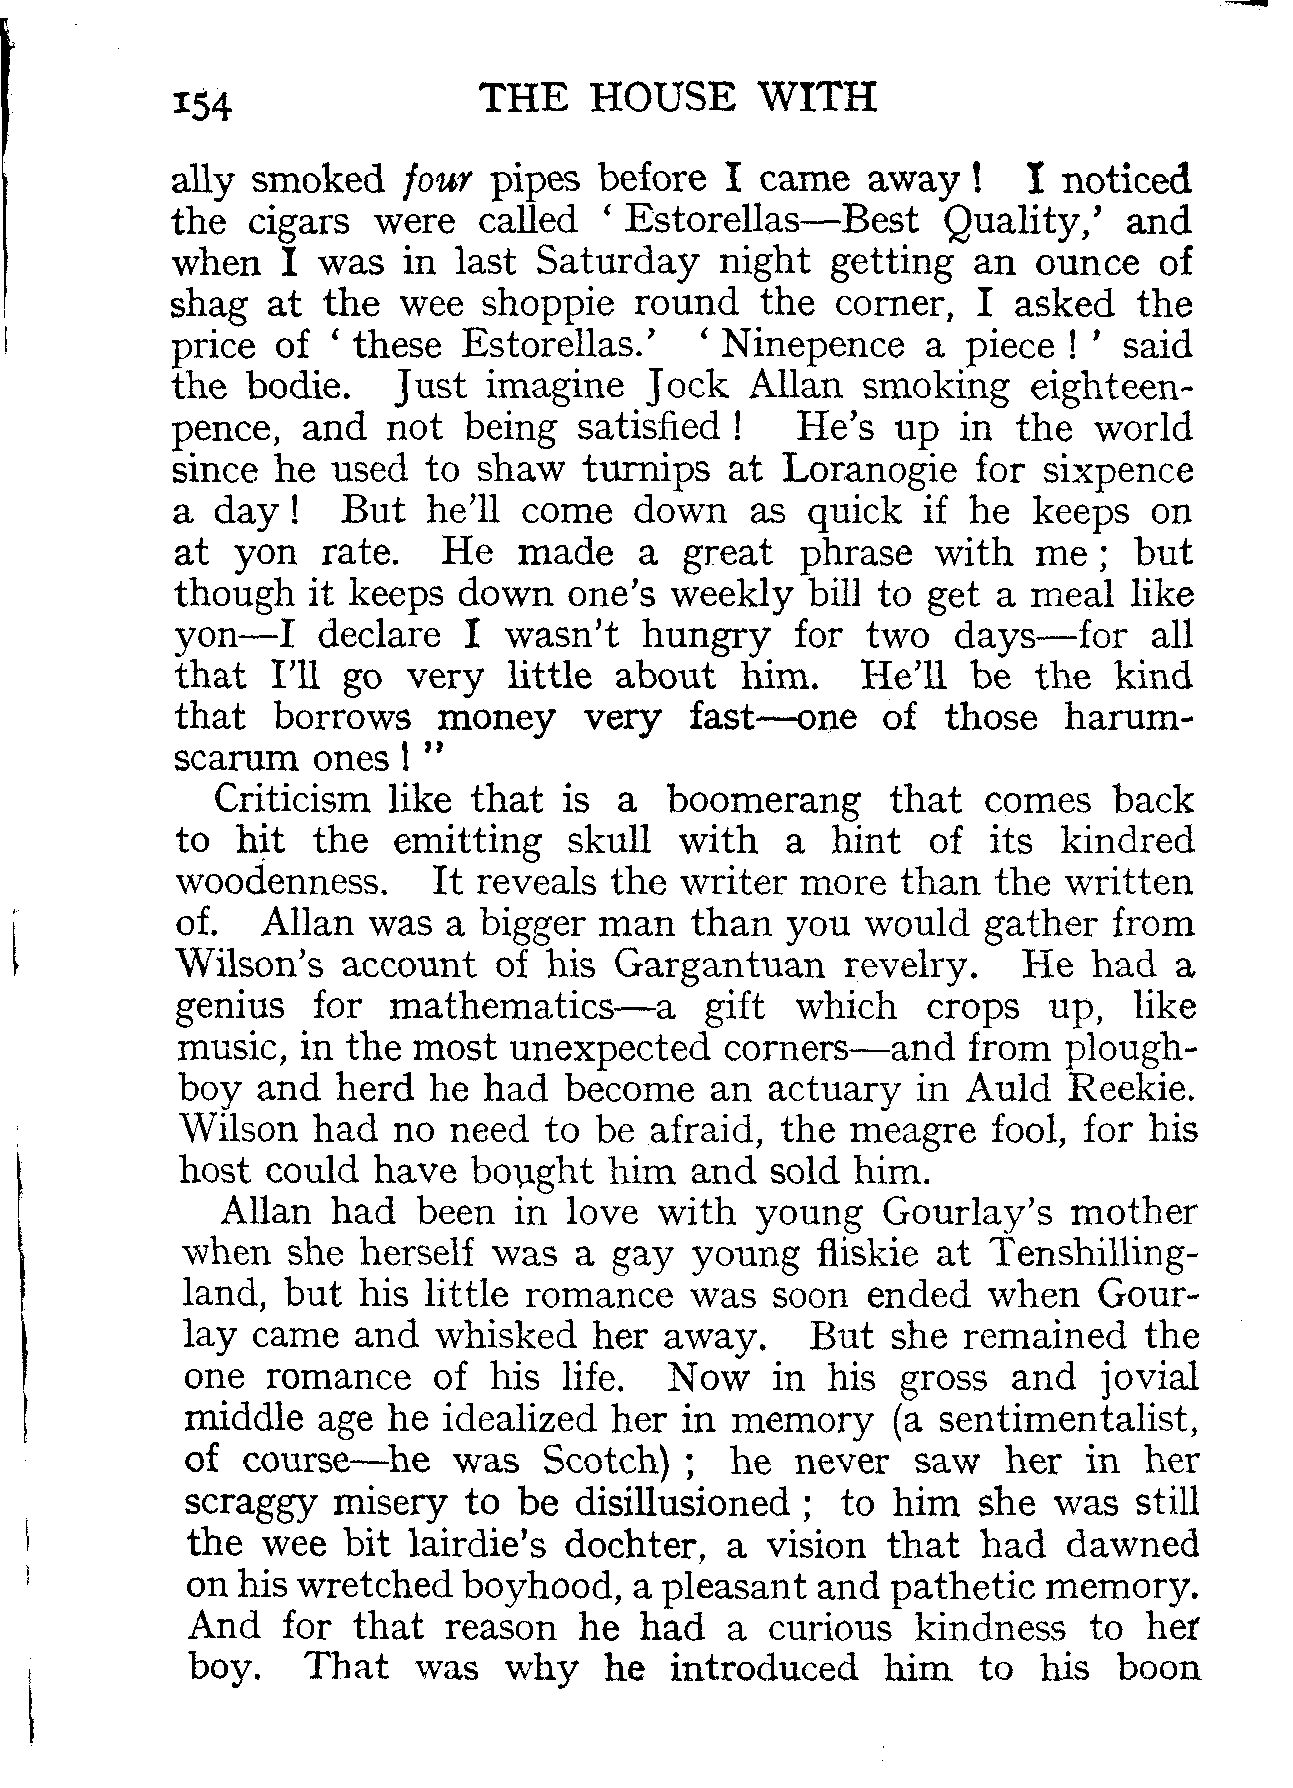 154 THE HOUSE WITH
ally smoked four pipes before I came away ! I noticed
the cigars were called ‘ Estorellas—Best Quality,’ and
when I was in last Saturday night getting an ounce of
shag at the wee shoppie round the corner, I asked the
price of ‘ these Estorellas.’ ‘ Ninepence a piece ! ’ said
the bodie. Just imagine Jock Allan smoking eighteen-
pence, and not being satisfied ! He’s up in the world
since he used to shaw turnips at Loranogie for sixpence
a day ! But he’ll come down as quick if he keeps on
at yon rate. He made a great phrase with me ; but
though it keeps down one’s weekly bill to get a meal like
yon—I declare I wasn’t hungry for two days—for all
that I’ll go very little about him. He’ll be the kind
that borrows money very fast—one of those harum-
scarum ones ! ”
Criticism like that is a boomerang that comes back
to hit the emitting skull with a hint of its kindred
woodenness. It reveals the writer more than the written
of. Allan was a bigger man than you would gather from
Wilson’s account of his Gargantuan revelry. He had a
genius for mathematics—a gift which crops up, like
music, in the most unexpected corners—and from plough-
boy and herd he had become an actuary in Auld Reekie.
Wilson had no need to be afraid, the meagre fool, for his
host could have bought him and sold him.
Allan had been in love with young Gourlay’s mother
when she herself was a gay young fliskie at Tenshilling-
land, but his little romance was soon ended when Gour-
lay came and whisked her away. But she remained the
one romance of his life. Now in his gross and jovial
middle age he idealized her in memory (a sentimentalist,
of course—he was Scotch) ; he never saw her in her
scraggy misery to be disillusioned ; to him she was still
the wee bit lairdie’s dochter, a vision that had dawned
on his wretched boyhood, a pleasant and pathetic memory.
And for that reason he had a curious kindness to her
boy. That was why he introduced him to his boon